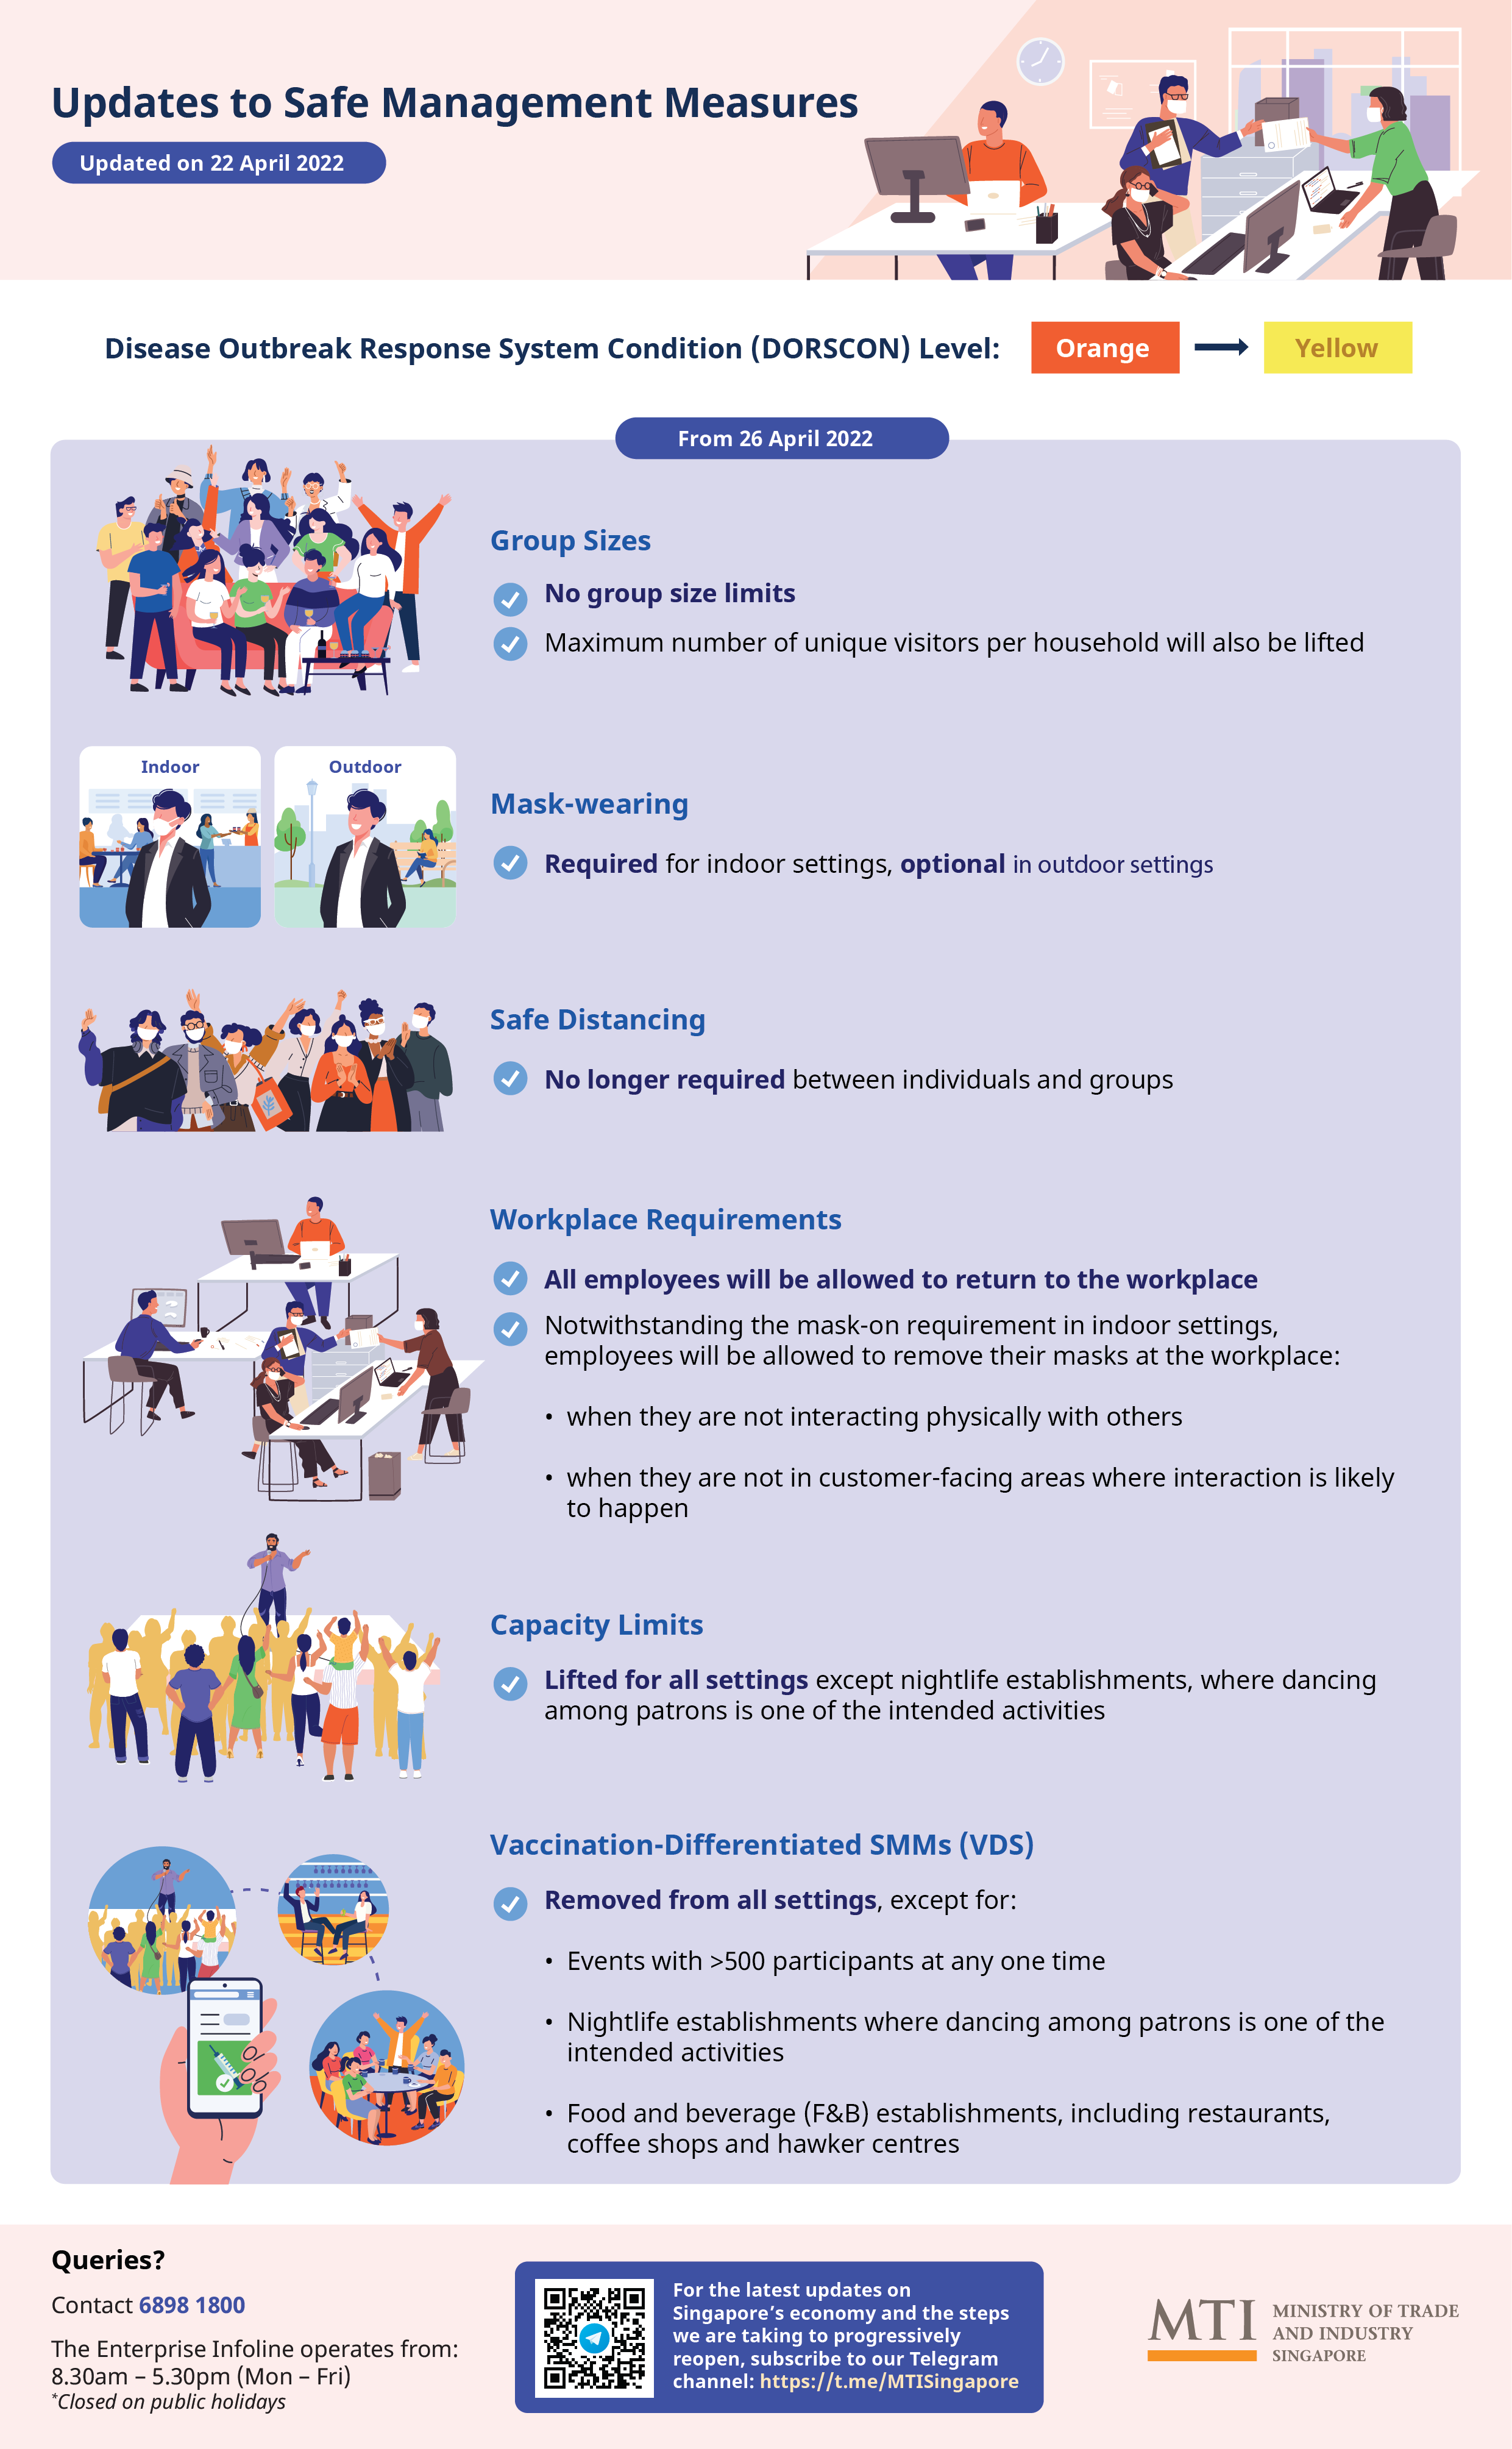 Updates to Safe Management Measures
Updated on 22 April 2022
Disease Outbreak Response System Condition (DORSCON) Level:
Orange
Yellow
From 26 April 2022
Group Sizes
No group size limits
Maximum number of unique visitors per household will also be lifted
Indoor
Outdoor
Mask-wearing
Required for indoor settings, optional in outdoor settings
Safe Distancing
No longer required between individuals and groups
Workplace Requirements
All employees will be allowed to return to the workplace
Notwithstanding the mask-on requirement in indoor settings,
employees will be allowed to remove their masks at the workplace:
• when they are not interacting physically with others
• when they are not in customer-facing areas where interaction is likely
to happen
Capacity Limits
Lifted for all settings except nightlife establishments, where dancing
among patrons is one of the intended activities
Vaccination-Differentiated SMMs (VDS)
Removed from all settings, except for:
• Events with >500 participants at any one time
• Nightlife establishments where dancing among patrons is one of the
intended activities
• Food and beverage (F&B) establishments, including restaurants,
coffee shops and hawker centres
Queries?
Contact 6898 1800
The Enterprise Infoline operates from:
8.30am – 5.30pm (Mon – Fri)
*Closed on public holidays
For the latest updates on
Singapore’s economy and the steps
we are taking to progressively
reopen, subscribe to our Telegram
channel: https://t.me/MTISingapore
MTI
MINISTRY OF TRADE
AND INDUSTRY
SINGAPORE